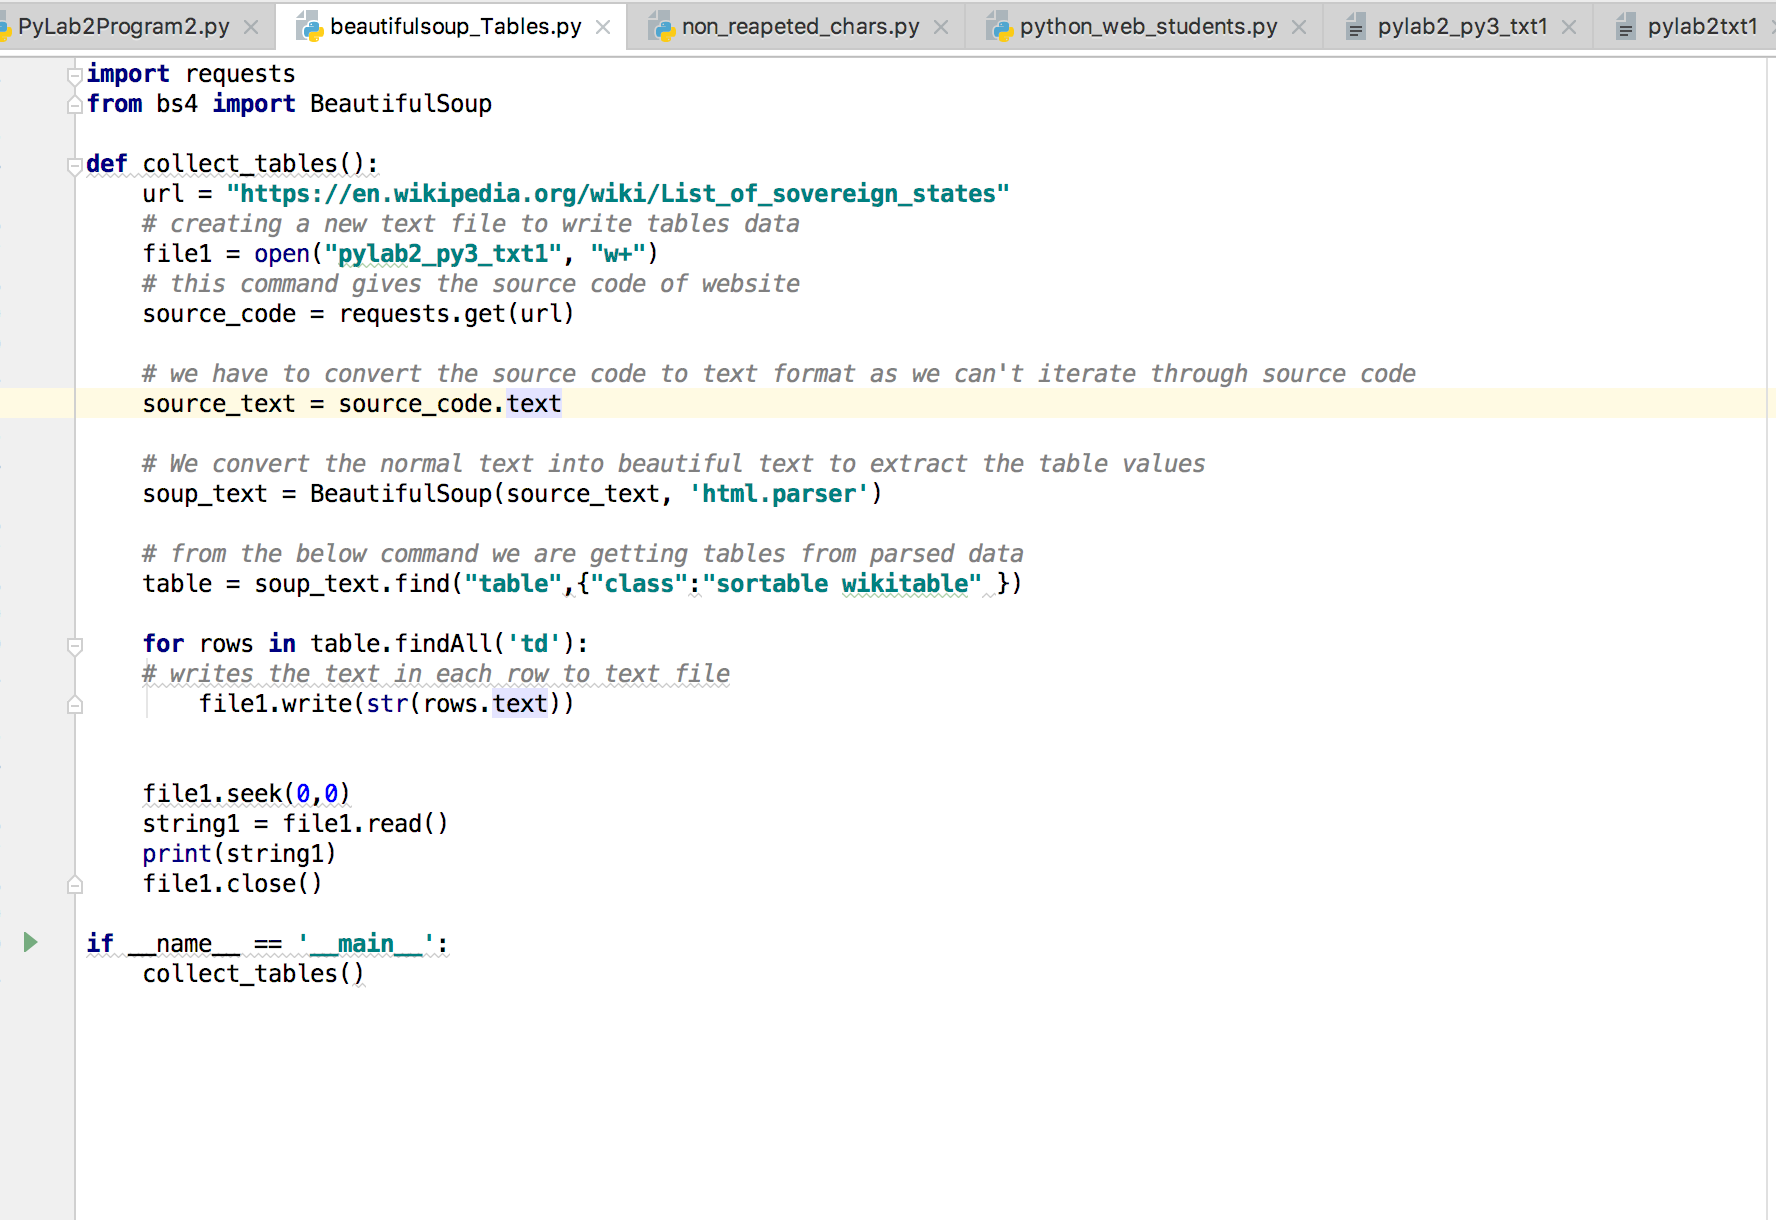 PyLab2Program2.py beautifulsoup_Tables.py non_reapeted_chars.py python_web_students.py pylab2_py3_txt1 pylab2txt1
import requests
from bs4 import BeautifulSoup
def collect_tables():
url = "https://en.wikipedia.org/wiki/List_of_sovereign_states"
# creating a new text file to write tables data
file1 = open("pylab2_py3_txt1", "w+")
# this command gives the source code of website
source_code = requests.get(url)
# we have to convert the source code to text format as we can't iterate through source code
source_text = source_code.text
# We convert the normal text into beautiful text to extract the table values
soup_text = BeautifulSoup(source_text, 'html.parser')
# from the below command we are getting tables from parsed data
table = soup_text.find("table",{"class":"sortable wikitable" })
for rows in table.findAll('td'):
# writes the text in each row to text file
file1.write(str(rows.text))
file1.seek(0,0)
string1 = file1.read()
print(string1)
file1.close()
if __name__ == '__main__':
collect_tables()